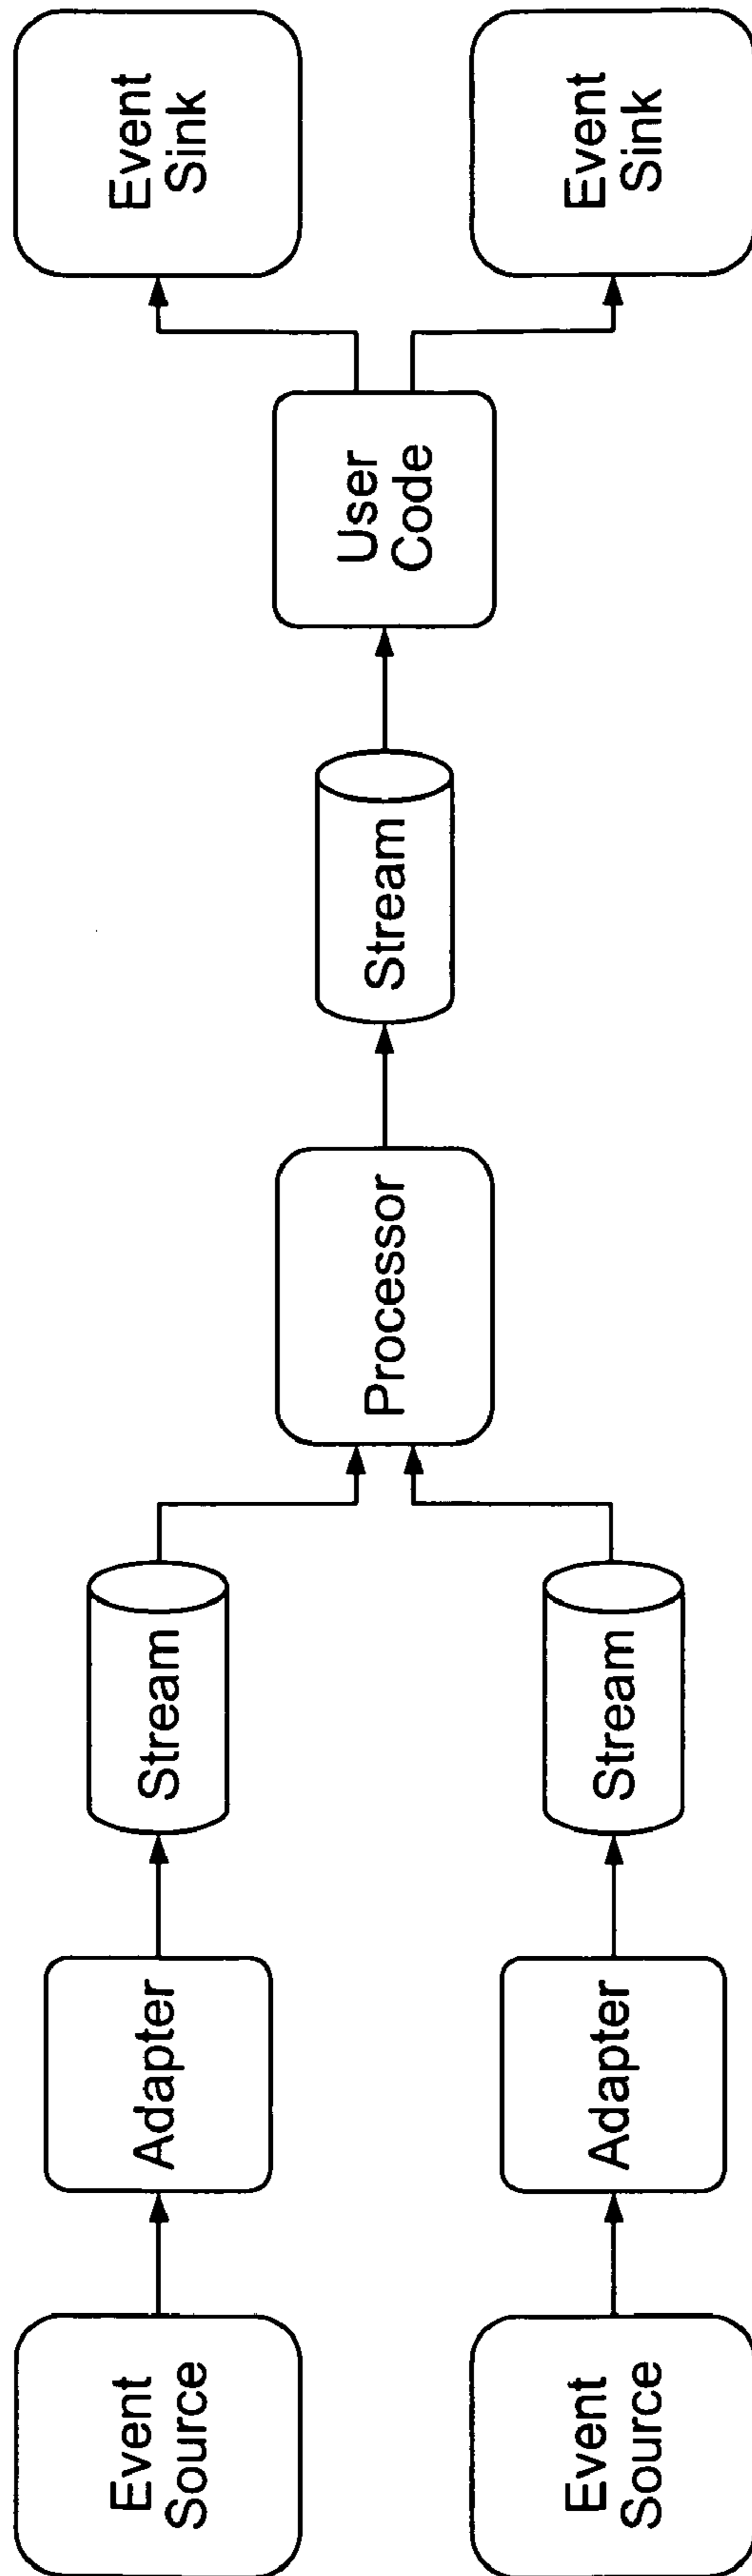 Event
Source
Adapter
Stream
Event
Source
Adapter
Stream
Processor
Stream
User
Code
Event
Sink
Event
Sink